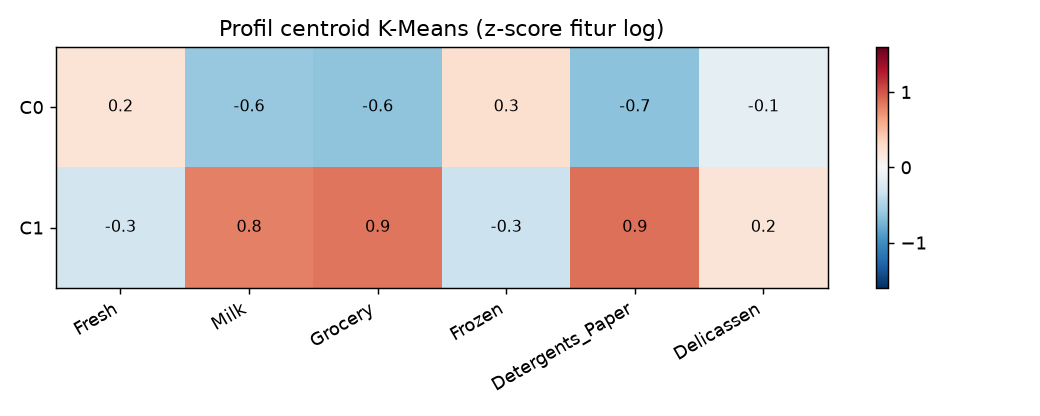 Profil centroid K-Means (z-score fitur log)
C0 0.2 -0.6 -0.6 0.3 -0.7 -0.1
C1 -0.3 0.8 0.9 -0.3 0.9 0.2
Fresh Milk Grocery Frozen Detergents_Paper Delicassen
1
0
−1